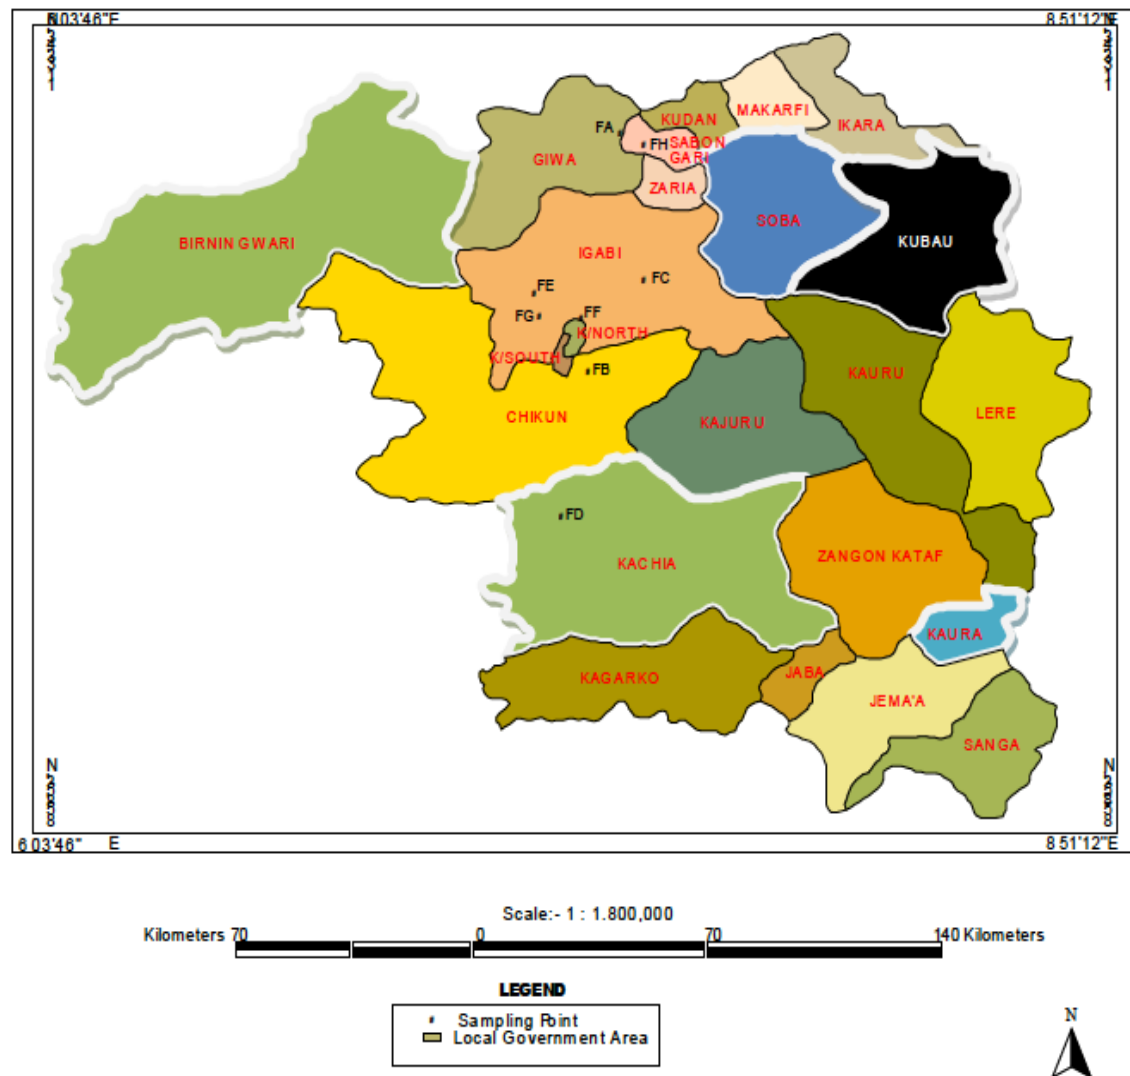 6 03'46"E
8 51'12"E
MAKARFI
KUDAN
IKARA
FA
FH
SABON
GARI
GIWA
ZARIA
SOBA
BIRNIN GWARI
KUBAU
IGABI
FC
FE
FG
FF
K/NORTH
K/SOUTH
FB
KAURU
CHIKUN
KAJURU
LERE
FD
KACHIA
ZANGON KATAF
KAURA
KAGARKO
JABA
JEMA'A
SANGA
N
N
6 03'46" E
8 51'12"E
Scale:- 1 : 1.800,000
Kilometers 70 0 70 140 Kilometers
LEGEND
Sampling Point
Local Government Area
N